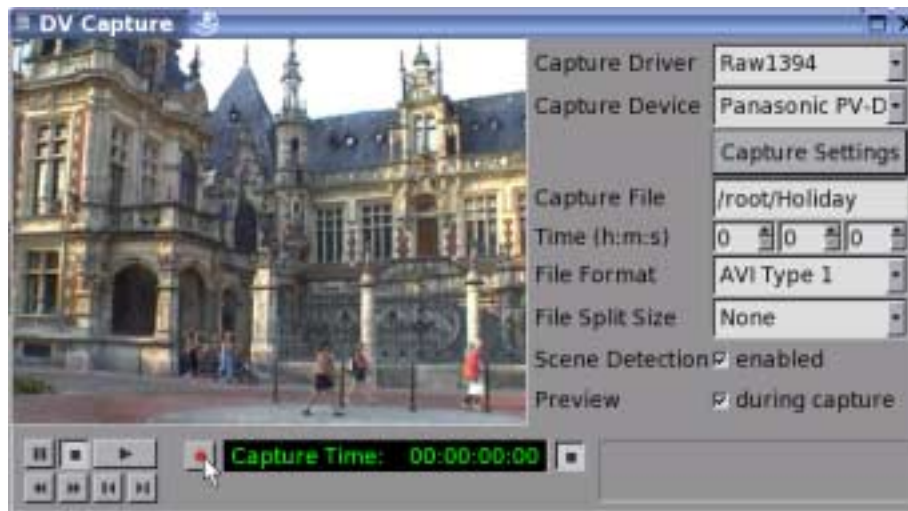 DV Capture
Capture Driver Raw1394
Capture Device Panasonic PV-D
Capture Settings
Capture File /root/Holiday
Time (h:m:s) 0 0 0
File Format AVI Type 1
File Split Size None
Scene Detection enabled
Preview during capture
Capture Time: 00:00:00:00